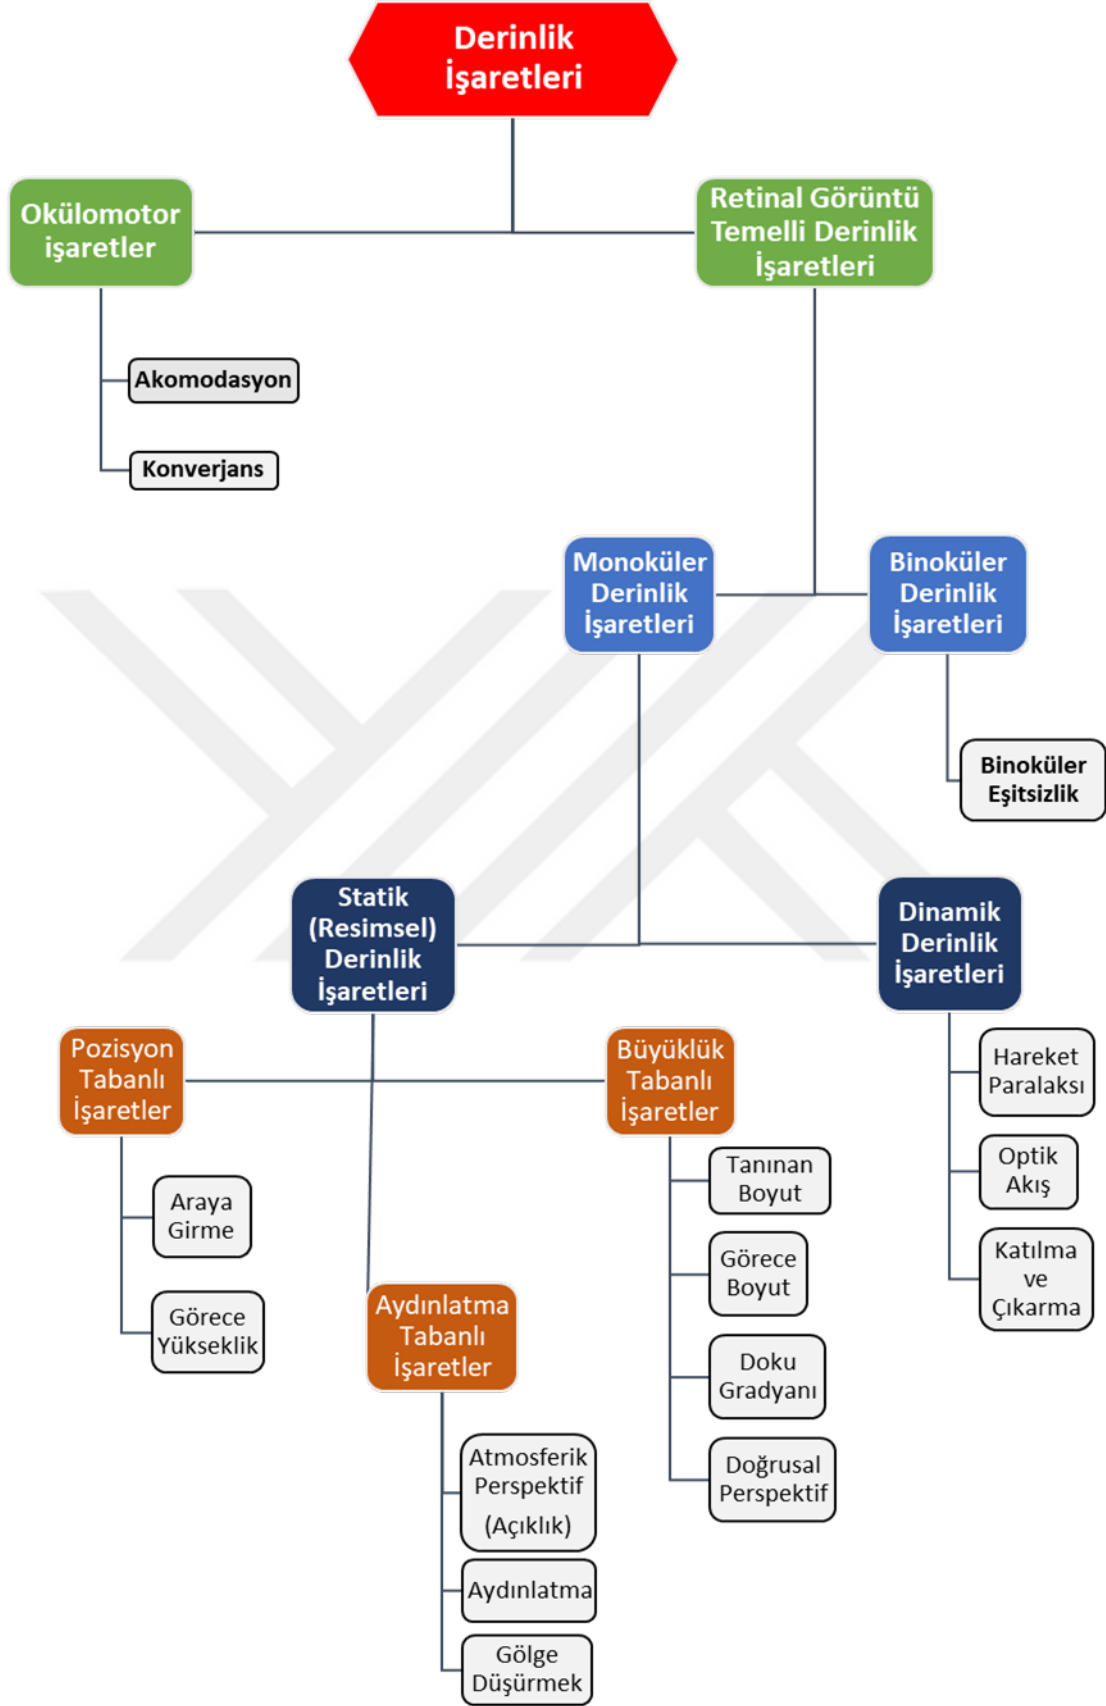 Derinlik
İşaretleri
Okülomotor
işaretler
Retinal Görüntü
Temelli Derinlik
İşaretleri
Akomodasyon
Konverjans
Monoküler
Derinlik
İşaretleri
Binoküler
Derinlik
İşaretleri
Binoküler
Eşitsizlik
Statik
(Resimsel)
Derinlik
İşaretleri
Dinamik
Derinlik
İşaretleri
Pozisyon
Tabanlı
İşaretler
Araya
Girme
Görece
Yükseklik
Aydınlatma
Tabanlı
İşaretler
Atmosferik
Perspektif
(Açıklık)
Aydınlatma
Gölge
Düşürmek
Büyüklük
Tabanlı
İşaretler
Tanınan
Boyut
Görece
Boyut
Doku
Gradyanı
Doğrusal
Perspektif
Hareket
Paralaksı
Optik
Akış
Katılma
ve
Çıkarma